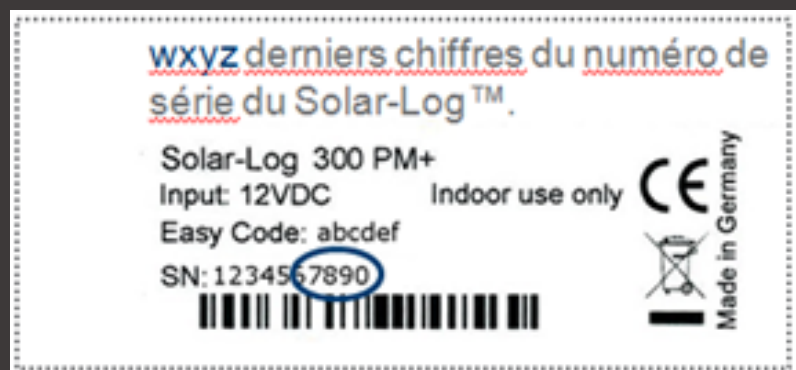 wxyz derniers chiffres du numéro de
série du Solar-Log™.
Solar-Log 300 PM+
Input: 12VDC Indoor use only
Easy Code: abcdef
SN: 1234567890
CE
Made in Germany